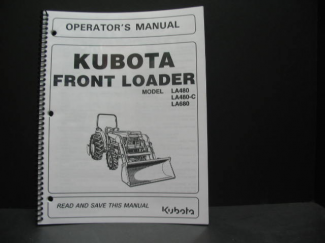 OPERATOR'S MANUAL
KUBOTA
FRONT LOADER
MODEL LA480
LA480-C
LA680
READ AND SAVE THIS MANUAL
Kubota